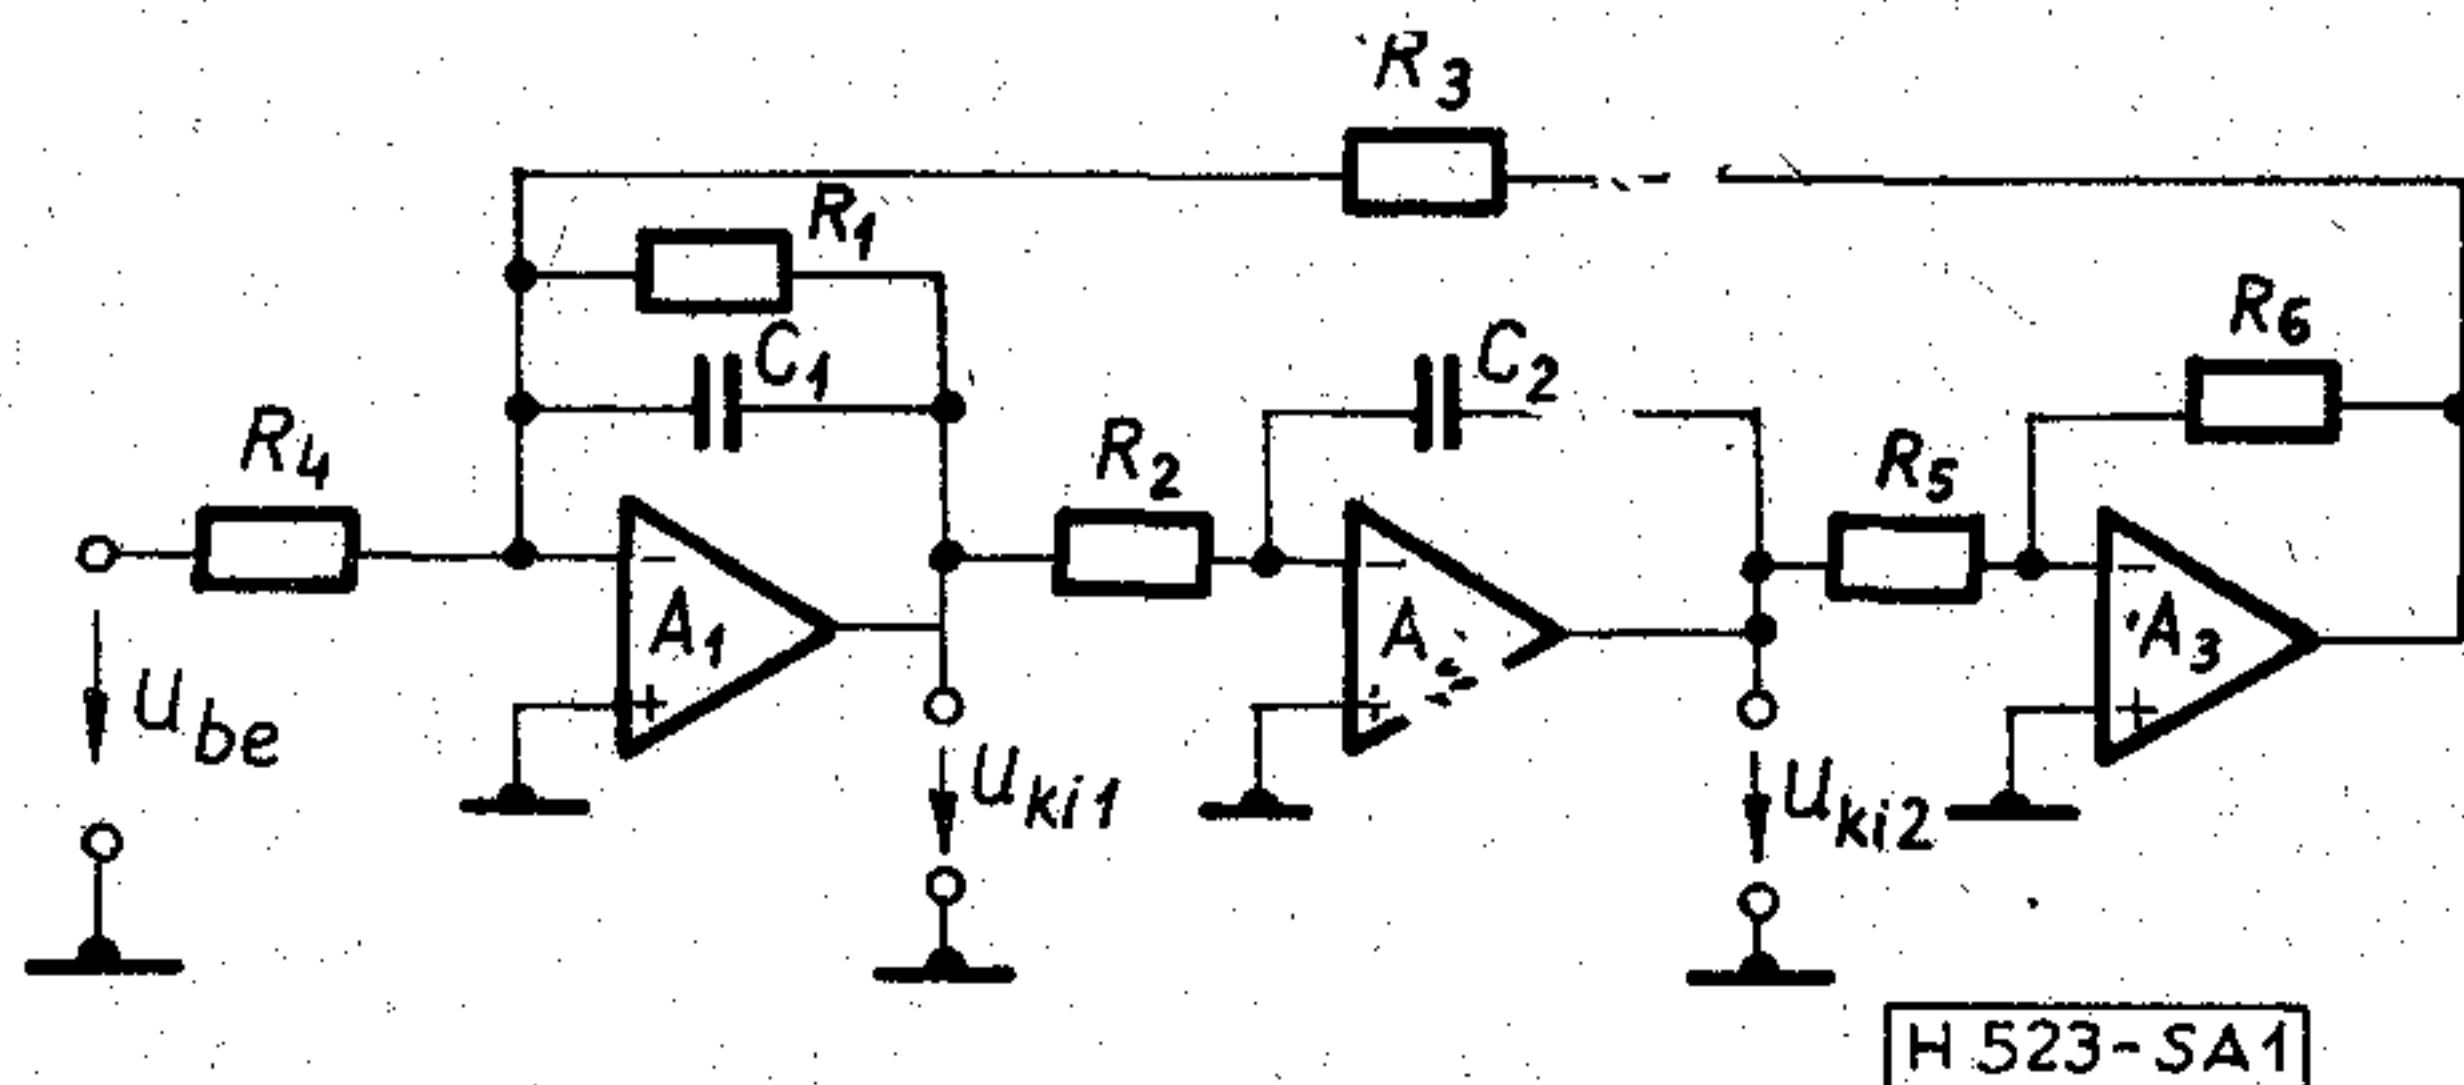 R3
R1
C1
C2
R6
R4
R2
R5
−
−
−
A1
A
A3
+
+
+
Ube
Uki1
Uki2
H 523-SA1